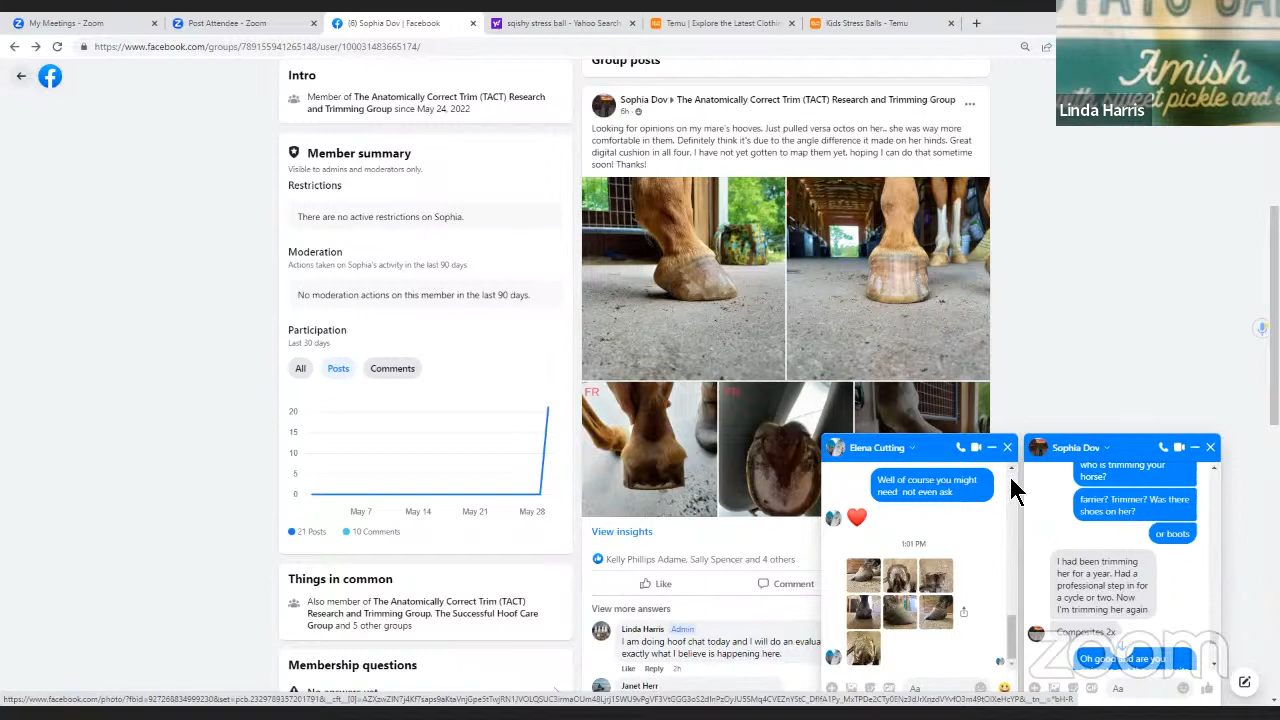 My Meetings - Zoom
Post Attendee - Zoom
(6) Sophia Dov | Facebook
sqishy stress ball - Yahoo Search
Temu | Explore the Latest Clothin
Kids Stress Balls - Temu
https://www.facebook.com/groups/789155941265148/user/100031483665174/
Amish
sweet pickle and
Linda Harris
Intro
Member of The Anatomically Correct Trim (TACT) Research
and Trimming Group since May 24, 2022
Member summary
Visible to admins and moderators only.
Restrictions
There are no active restrictions on Sophia.
Moderation
Actions taken on Sophia's activity in the last 90 days
No moderation actions on this member in the last 90 days.
Participation
Last 30 days
All Posts Comments
20
15
10
5
0
May 7 May 14 May 21 May 28
21 Posts 10 Comments
Things in common
Also member of The Anatomically Correct Trim (TACT)
Research and Trimming Group, The Successful Hoof Care
Group and 5 other groups
Membership questions
Group posts
Sophia Dov ▸ The Anatomically Correct Trim (TACT) Research and Trimming Group
6h
Looking for opinions on my mare's hooves. Just pulled versa octos on her.. she was way more
comfortable in them. Definitely think it's due to the angle difference it made on her hinds. Great
digital cushion in all four. I have not yet gotten to map them yet, hoping I can do that sometime
soon! Thanks!
FR
FR
View insights
Kelly Phillips Adame, Sally Spencer and 4 others
Like Comment
View more answers
Linda Harris Admin
I am doing hoof chat today and I will do an evalua
exactly what I believe is happening here.
Like Reply 2h
Janet Herr
Elena Cutting
Well of course you might
need not even ask
1:01 PM
Aa
Sophia Dov
who is trimming your
horse?
farrier? Trimmer? Was there
shoes on her?
or boots
I had been trimming
her for a year. Had a
professional step in for
a cycle or two. Now
I'm trimming her again
Composites 2x
Oh good and are you
Aa
zoom